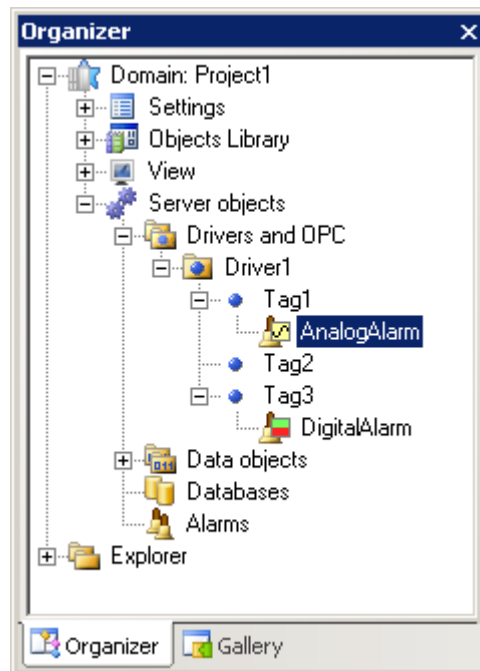 Organizer
Domain: Project1
Settings
Objects Library
View
Server objects
Drivers and OPC
Driver1
Tag1
AnalogAlarm
Tag2
Tag3
DigitalAlarm
Data objects
Databases
Alarms
Explorer
Organizer Gallery